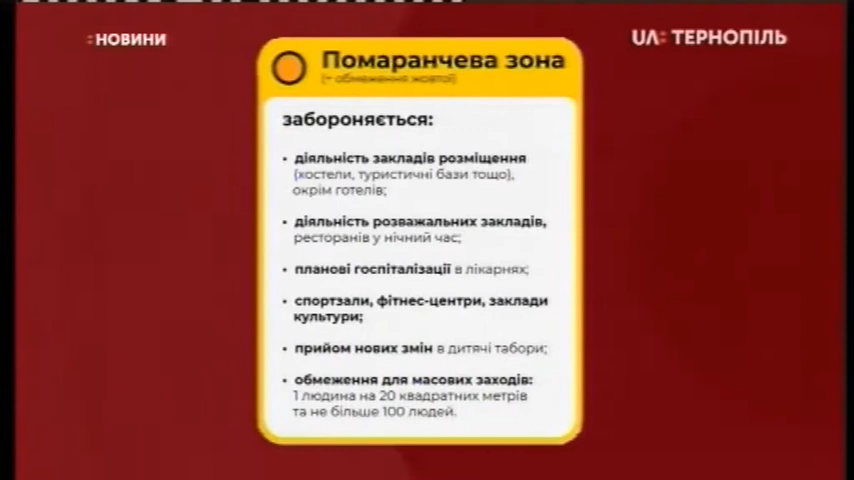 :НОВИНИ
UA: ТЕРНОПІЛЬ
Помаранчева зона
(+ обмеження жовтої)
забороняється:
• діяльність закладів розміщення
(хостели, туристичні бази тощо),
окрім готелів;
• діяльність розважальних закладів,
ресторанів у нічний час;
• планові госпіталізації в лікарнях;
• спортзали, фітнес-центри, заклади
культури;
• прийом нових змін в дитячі табори;
• обмеження для масових заходів:
1 людина на 20 квадратних метрів
та не більше 100 людей.